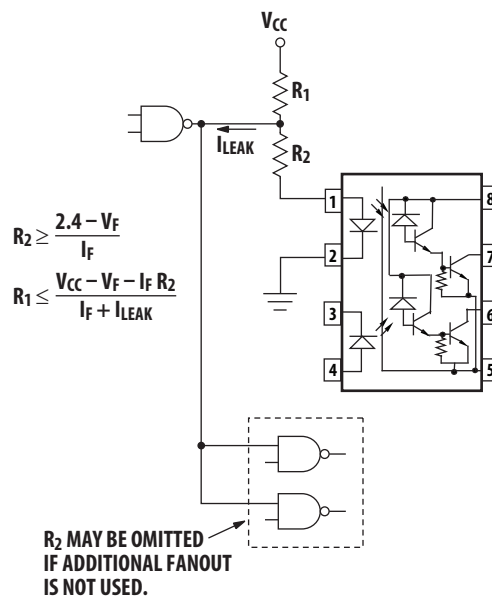 VCC
R1
ILEAK
R2
R2 ≥ (2.4 – VF) / IF
R1 ≤ (VCC – VF – IF R2) / (IF + ILEAK)
1
2
3
4
8
7
6
5
R2 MAY BE OMITTED
IF ADDITIONAL FANOUT
IS NOT USED.